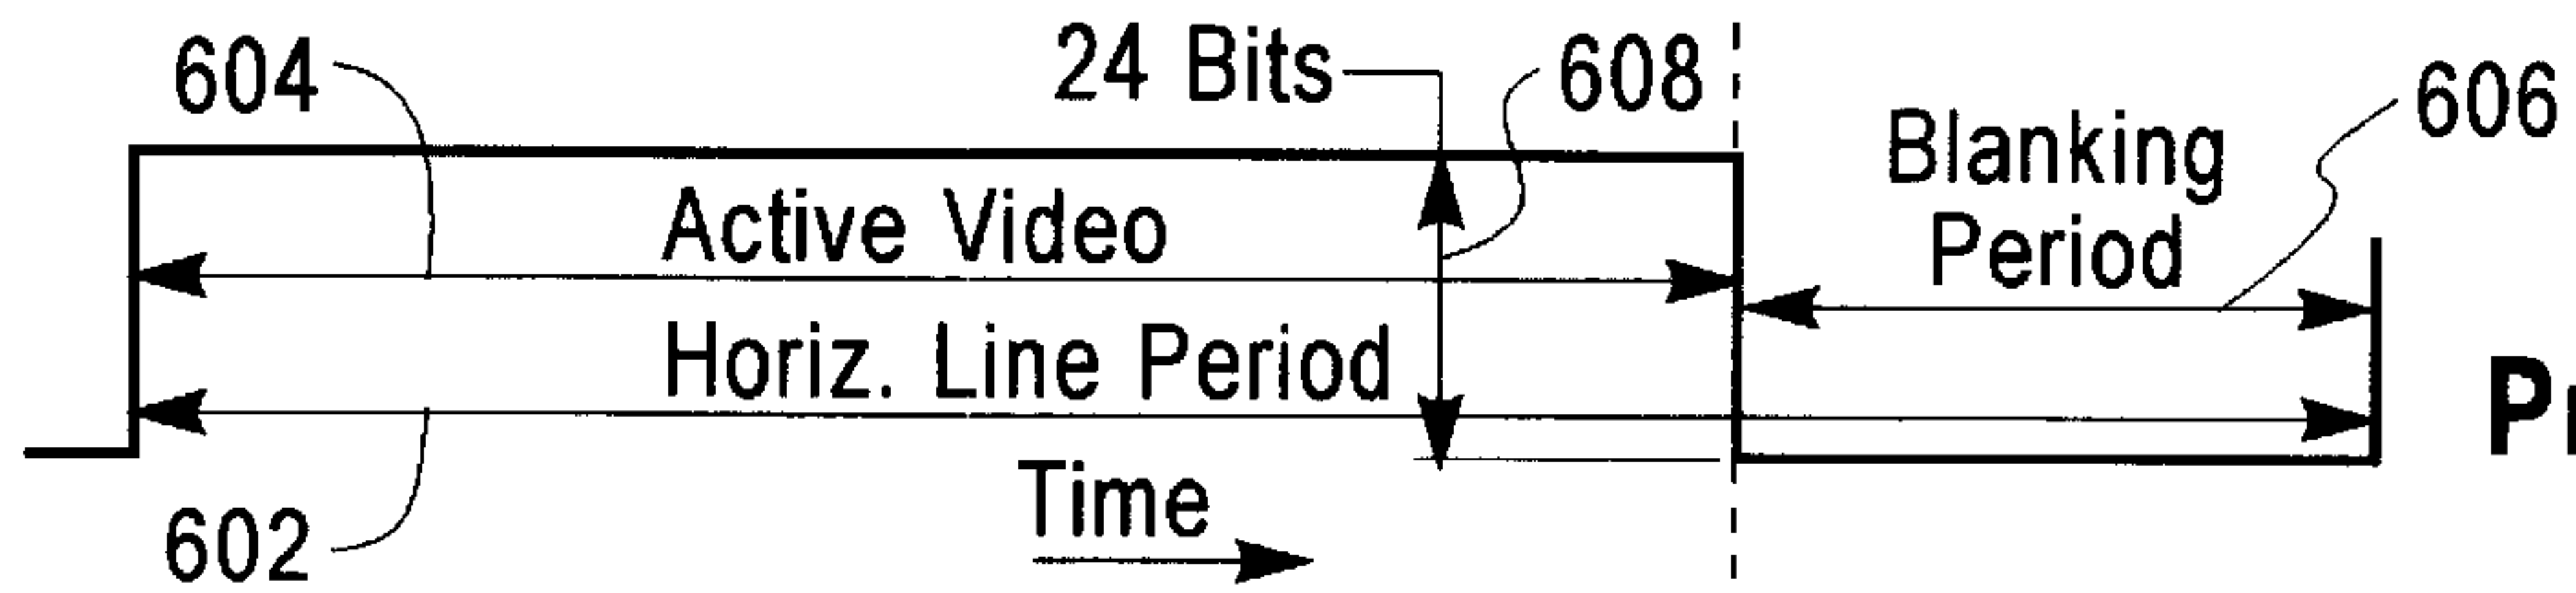 604
24 Bits
608
606
Blanking
Period
Active Video
Horiz. Line Period
Time
602